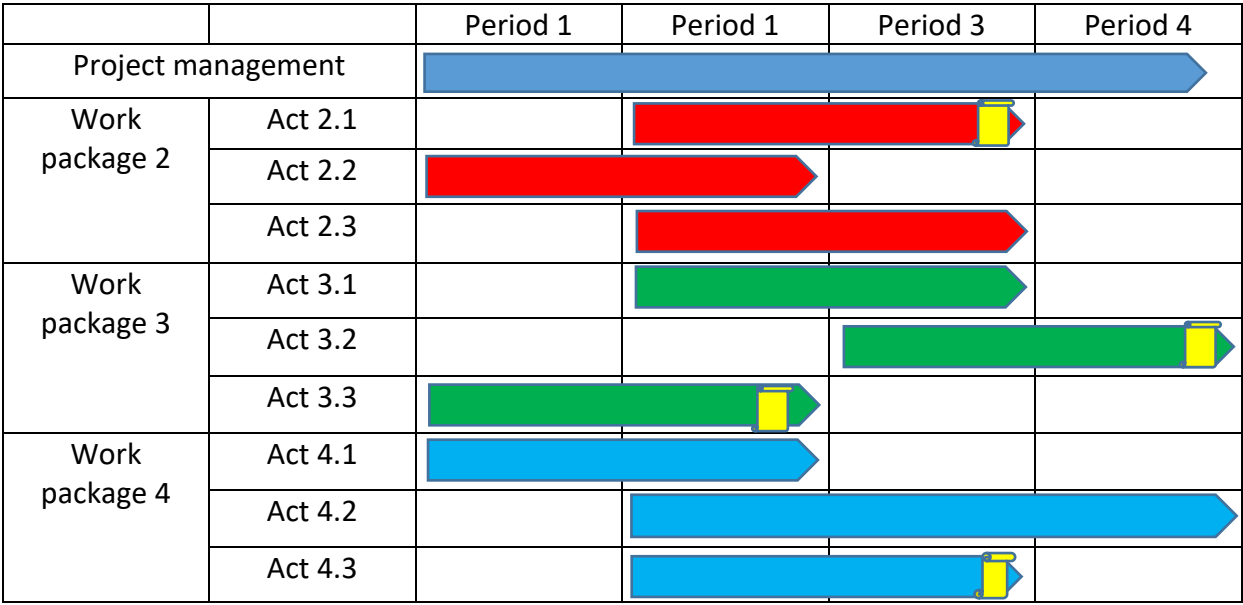 Period 1 Period 1 Period 3 Period 4
Project management
Work Act 2.1
package 2
Act 2.2
Act 2.3
Work Act 3.1
package 3
Act 3.2
Act 3.3
Work Act 4.1
package 4
Act 4.2
Act 4.3